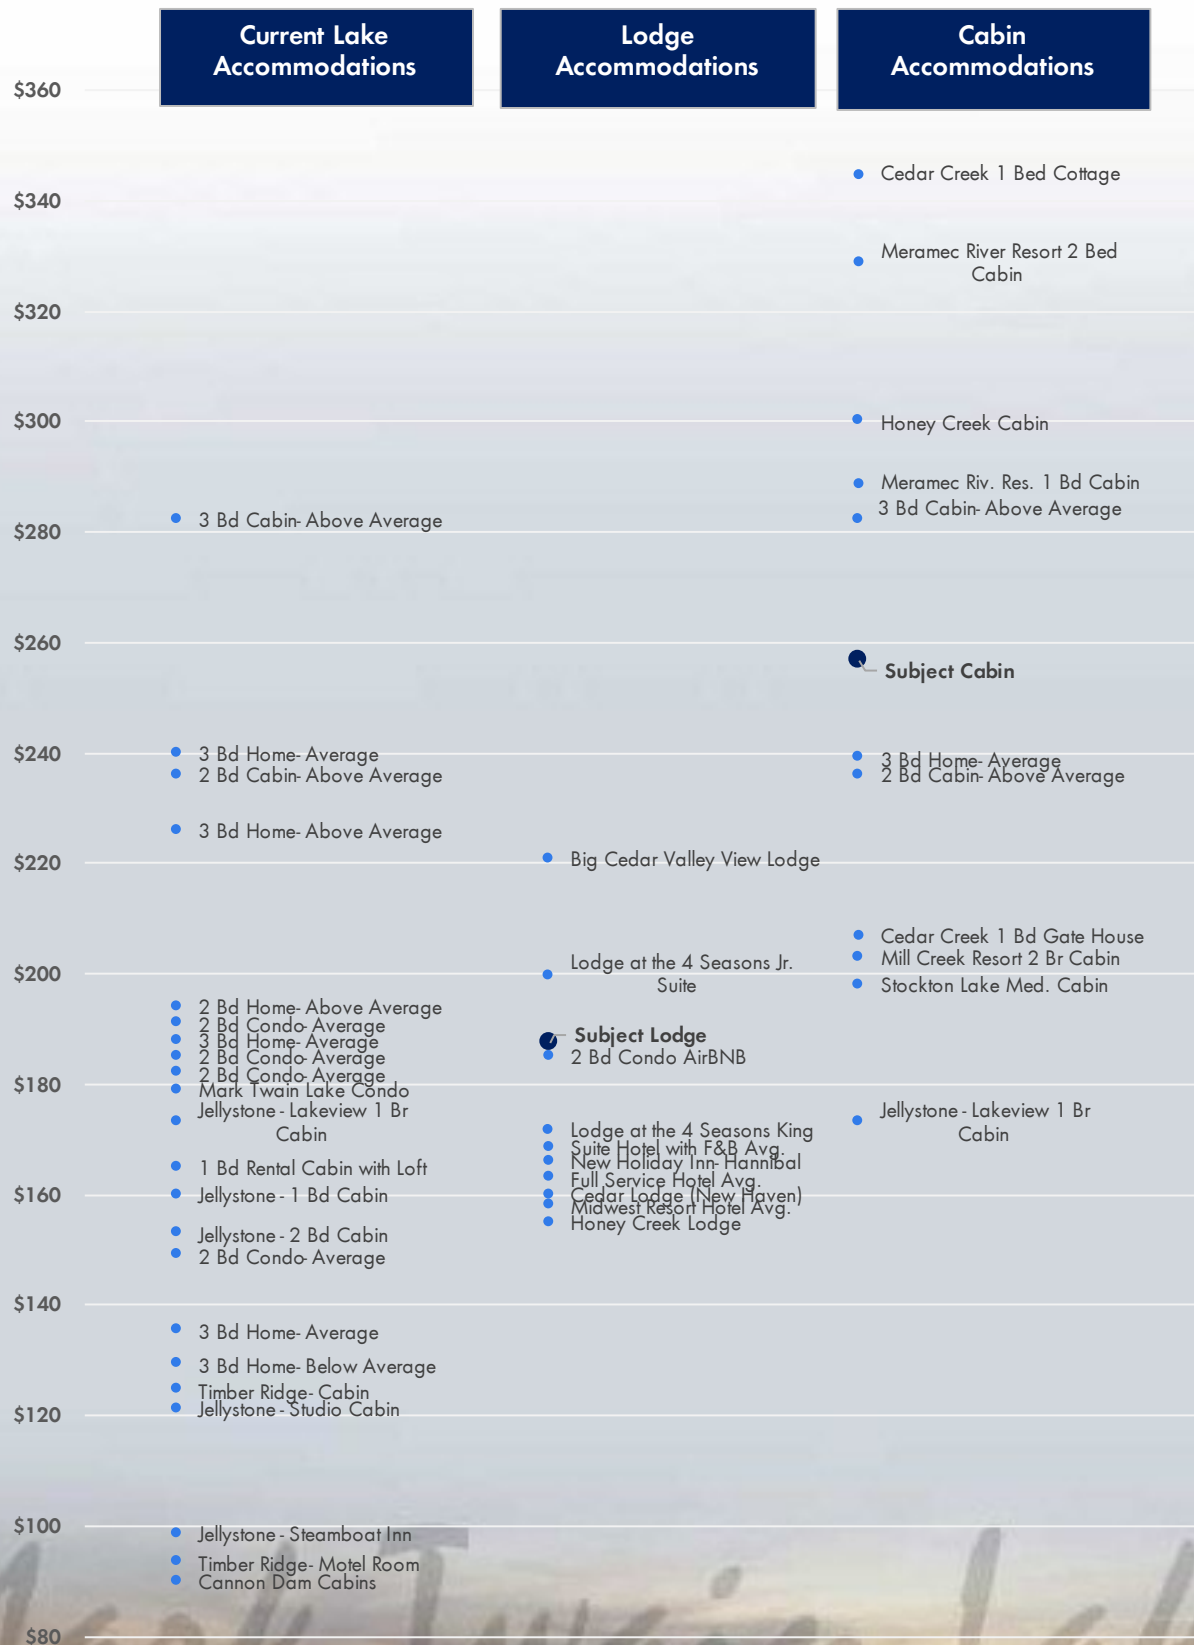 Current Lake
Accommodations
Lodge
Accommodations
Cabin
Accommodations
$360
$340
$320
$300
$280
$260
$240
$220
$200
$180
$160
$140
$120
$100
$80
3 Bd Cabin- Above Average
3 Bd Home- Average
2 Bd Cabin- Above Average
3 Bd Home- Above Average
2 Bd Home- Above Average
2 Bd Condo- Average
3 Bd Home- Average
2 Bd Condo- Average
2 Bd Condo- Average
Mark Twain Lake Condo
Jellystone - Lakeview 1 Br
Cabin
1 Bd Rental Cabin with Loft
Jellystone - 1 Bd Cabin
Jellystone - 2 Bd Cabin
2 Bd Condo- Average
3 Bd Home- Average
3 Bd Home- Below Average
Timber Ridge- Cabin
Jellystone - Studio Cabin
Jellystone - Steamboat Inn
Timber Ridge- Motel Room
Cannon Dam Cabins
Big Cedar Valley View Lodge
Lodge at the 4 Seasons Jr.
Suite
Subject Lodge
2 Bd Condo AirBNB
Lodge at the 4 Seasons King
Suite Hotel with F&B Avg.
New Holiday Inn- Hannibal
Full Service Hotel Avg.
Cedar Lodge (New Haven)
Midwest Resort Hotel Avg.
Honey Creek Lodge
Cedar Creek 1 Bed Cottage
Meramec River Resort 2 Bed
Cabin
Honey Creek Cabin
Meramec Riv. Res. 1 Bd Cabin
3 Bd Cabin- Above Average
Subject Cabin
3 Bd Home- Average
2 Bd Cabin- Above Average
Cedar Creek 1 Bd Gate House
Mill Creek Resort 2 Br Cabin
Stockton Lake Med. Cabin
Jellystone - Lakeview 1 Br
Cabin